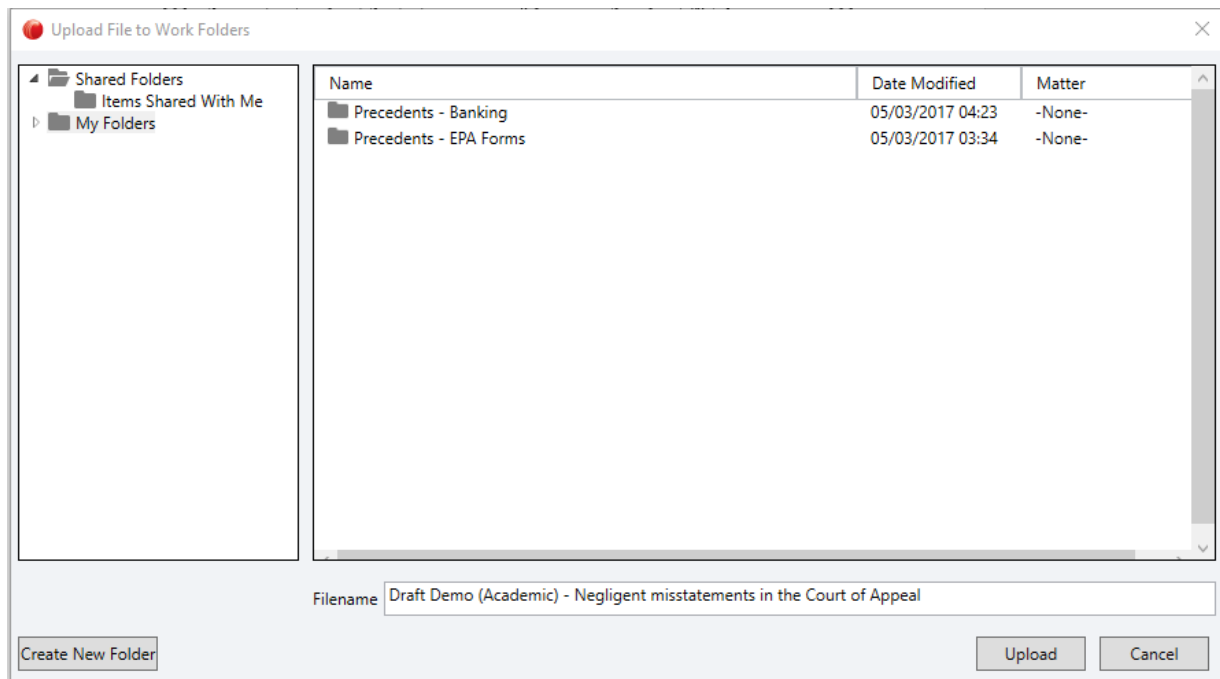 Upload File to Work Folders
Shared Folders
Items Shared With Me
My Folders
Name Date Modified Matter
Precedents - Banking 05/03/2017 04:23 -None-
Precedents - EPA Forms 05/03/2017 03:34 -None-
Filename Draft Demo (Academic) - Negligent misstatements in the Court of Appeal
Create New Folder Upload Cancel